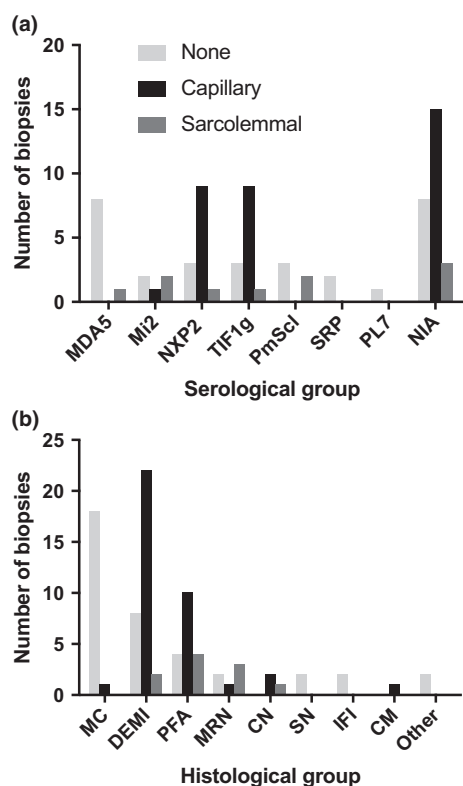 (a)
20
15
10
5
0
Number of biopsies
None
Capillary
Sarcolemmal
MDA5 Mi2 NXP2 TIF1g PmScl SRP PL7 NIA
Serological group
(b)
25
20
15
10
5
0
Number of biopsies
MC DEMI PFA MRN CN SN IFI CM Other
Histological group